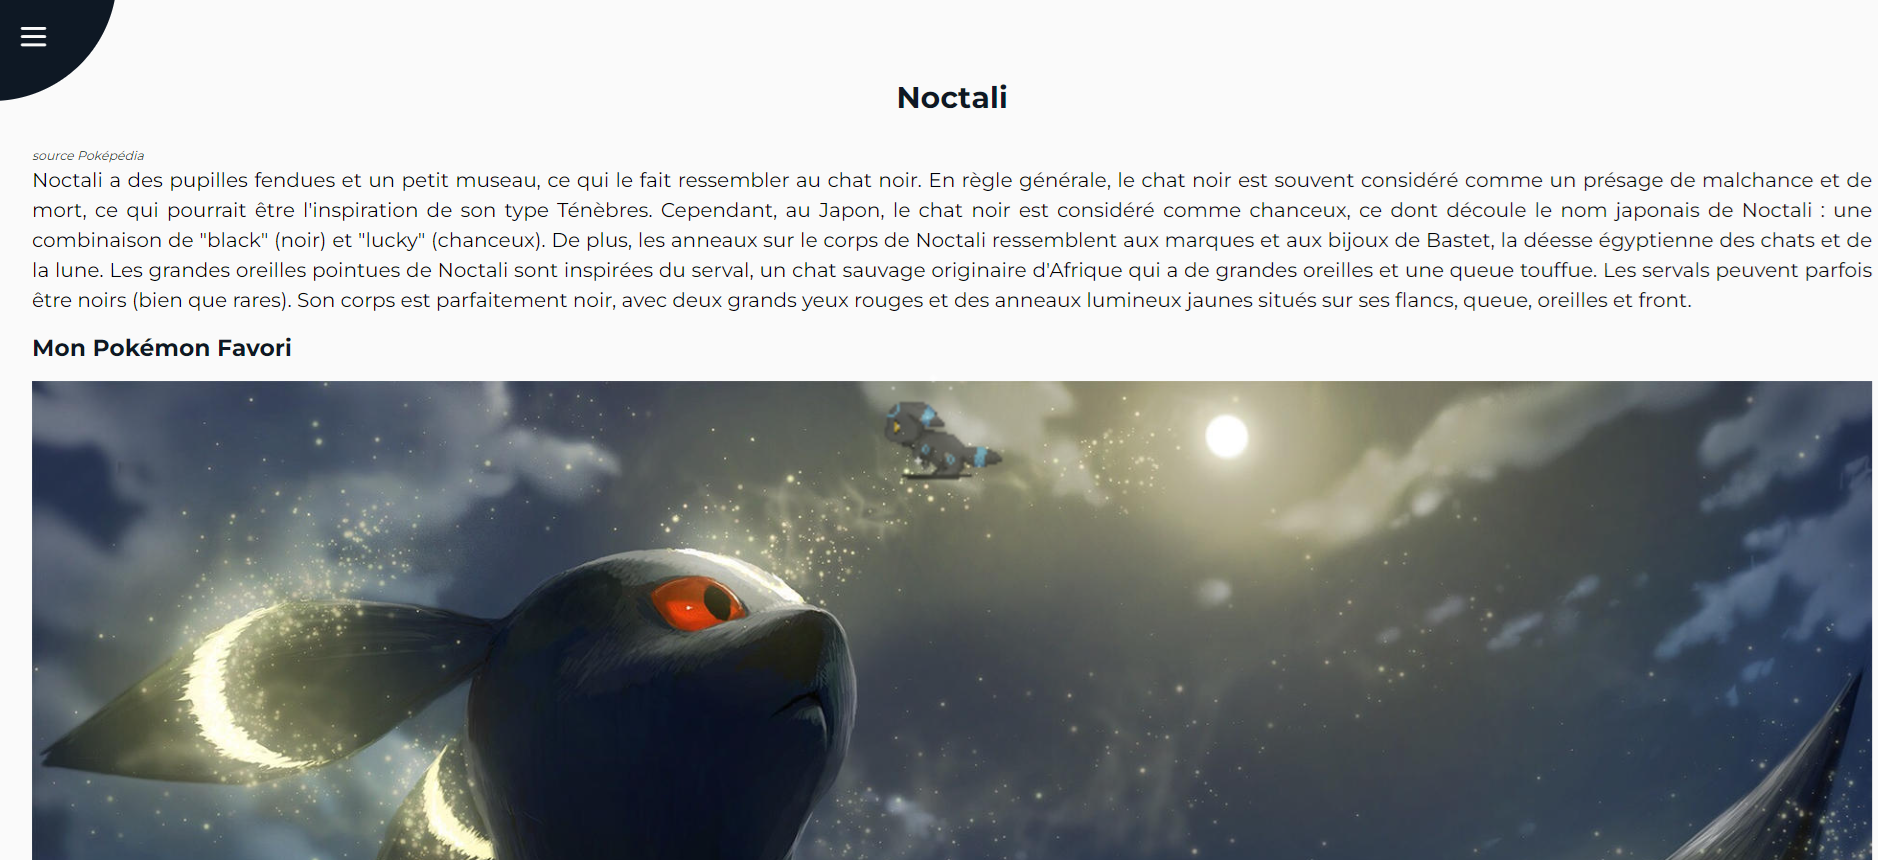 Noctali
source Poképédia
Noctali a des pupilles fendues et un petit museau, ce qui le fait ressembler au chat noir. En règle générale, le chat noir est souvent considéré comme un présage de malchance et de
mort, ce qui pourrait être l'inspiration de son type Ténèbres. Cependant, au Japon, le chat noir est considéré comme chanceux, ce dont découle le nom japonais de Noctali : une
combinaison de "black" (noir) et "lucky" (chanceux). De plus, les anneaux sur le corps de Noctali ressemblent aux marques et aux bijoux de Bastet, la déesse égyptienne des chats et de
la lune. Les grandes oreilles pointues de Noctali sont inspirées du serval, un chat sauvage originaire d'Afrique qui a de grandes oreilles et une queue touffue. Les servals peuvent parfois
être noirs (bien que rares). Son corps est parfaitement noir, avec deux grands yeux rouges et des anneaux lumineux jaunes situés sur ses flancs, queue, oreilles et front.
Mon Pokémon Favori